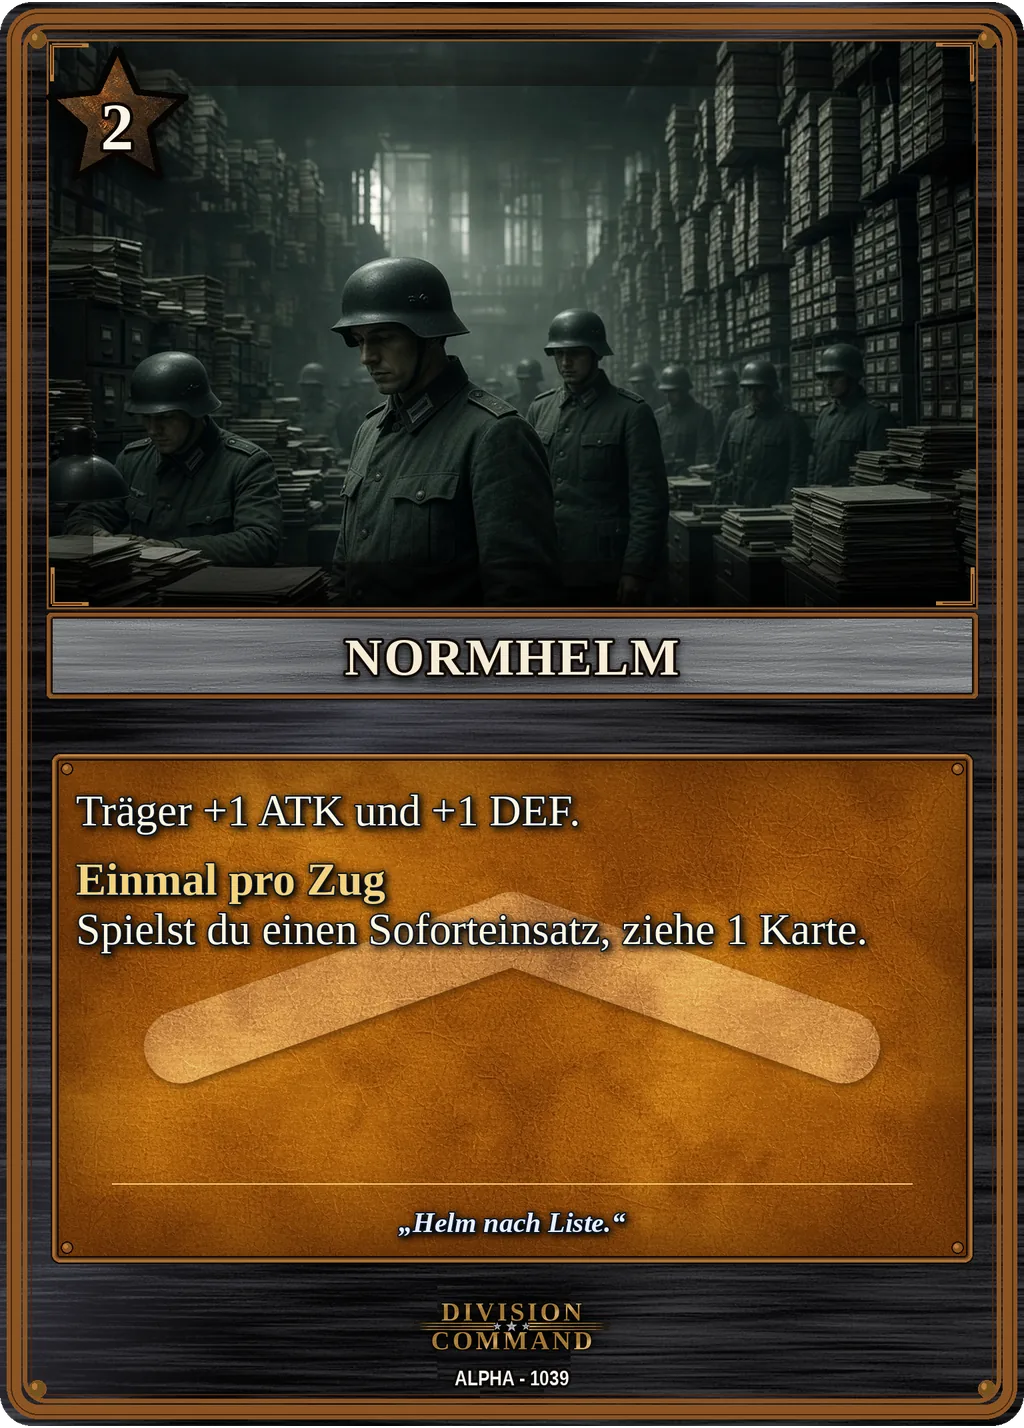 2
NORMHELM
Träger +1 ATK und +1 DEF.
Einmal pro Zug
Spielst du einen Soforteinsatz, ziehe 1 Karte.
„Helm nach Liste.“
DIVISION
COMMAND
ALPHA - 1039